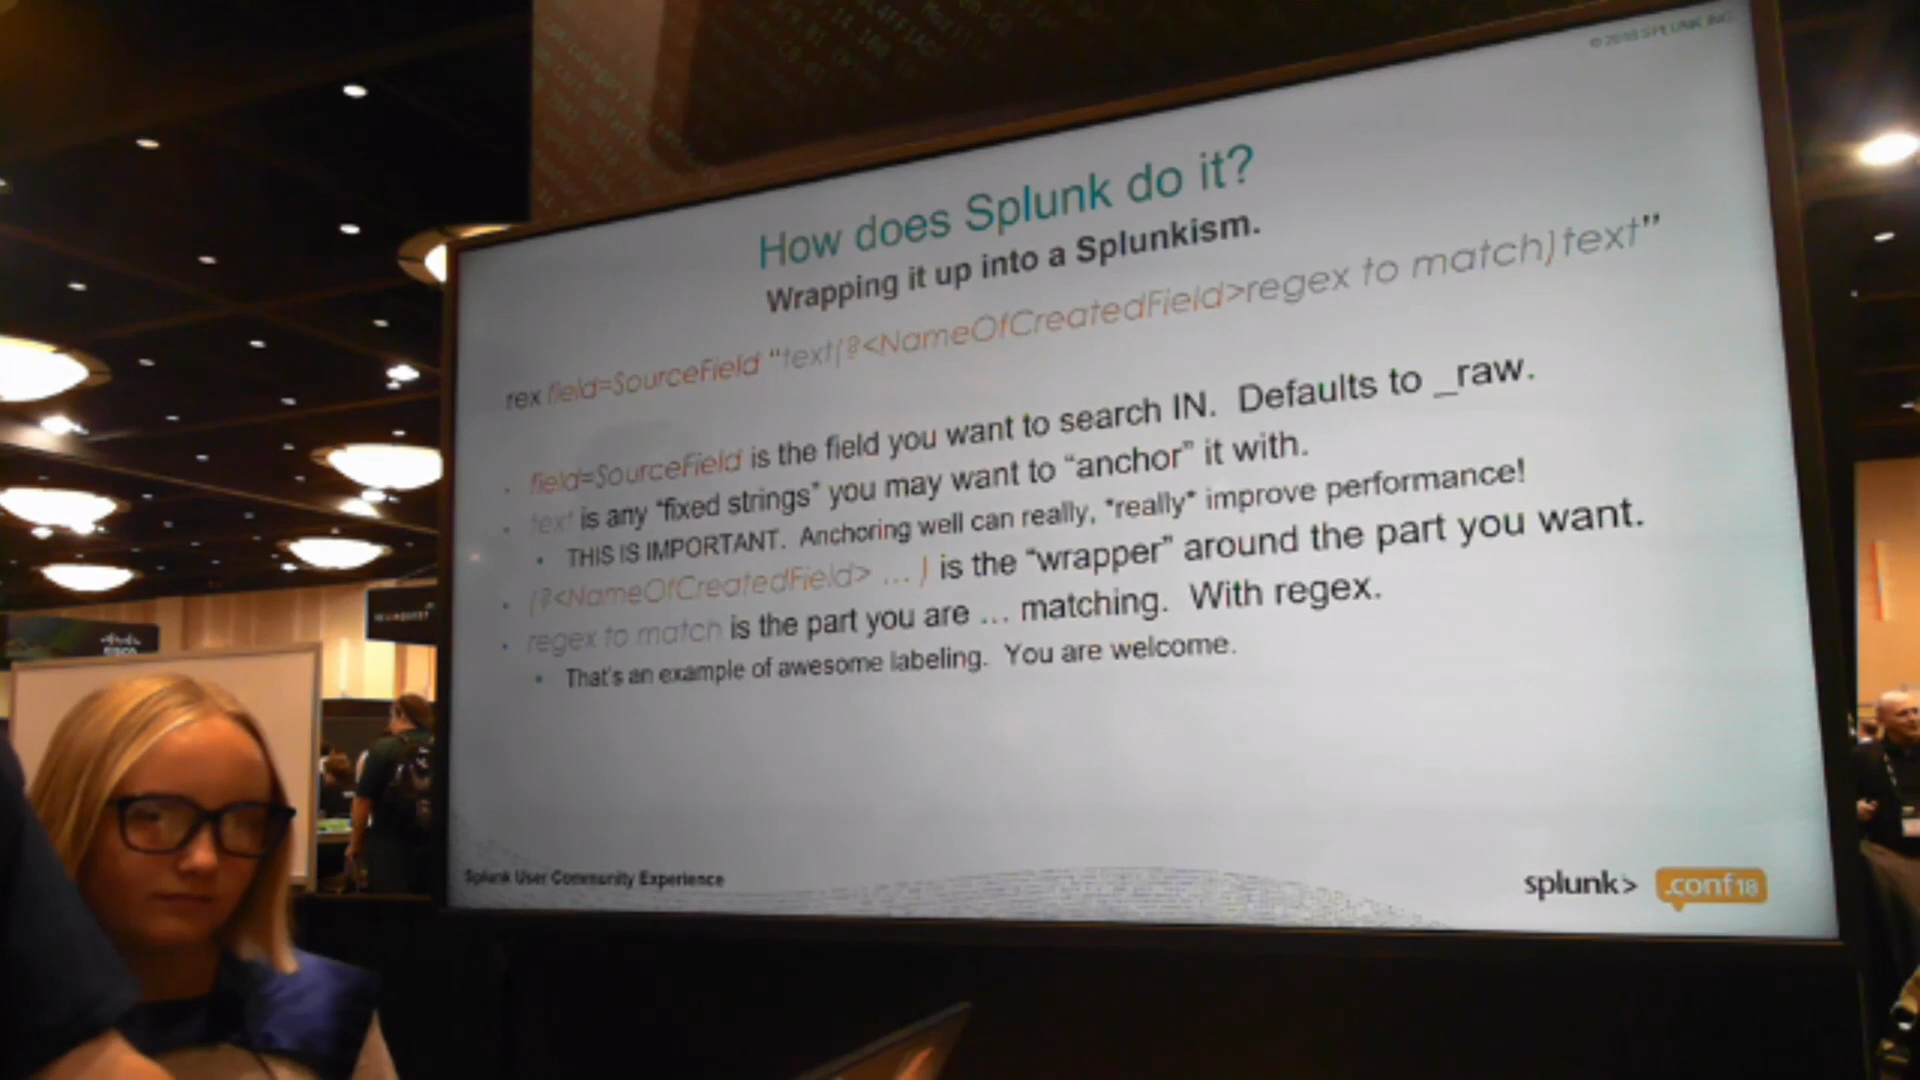 © 2018 SPLUNK INC.
How does Splunk do it?
Wrapping it up into a Splunkism.
rex field=SourceField "text(?<NameOfCreatedField>regex to match)text"
• field=SourceField is the field you want to search IN. Defaults to _raw.
• text is any "fixed strings" you may want to "anchor" it with.
• THIS IS IMPORTANT. Anchoring well can really, *really* improve performance!
• (?<NameOfCreatedField> ... ) is the "wrapper" around the part you want.
• regex to match is the part you are ... matching. With regex.
• That's an example of awesome labeling. You are welcome.
Splunk User Community Experience
splunk> .conf18
cisco